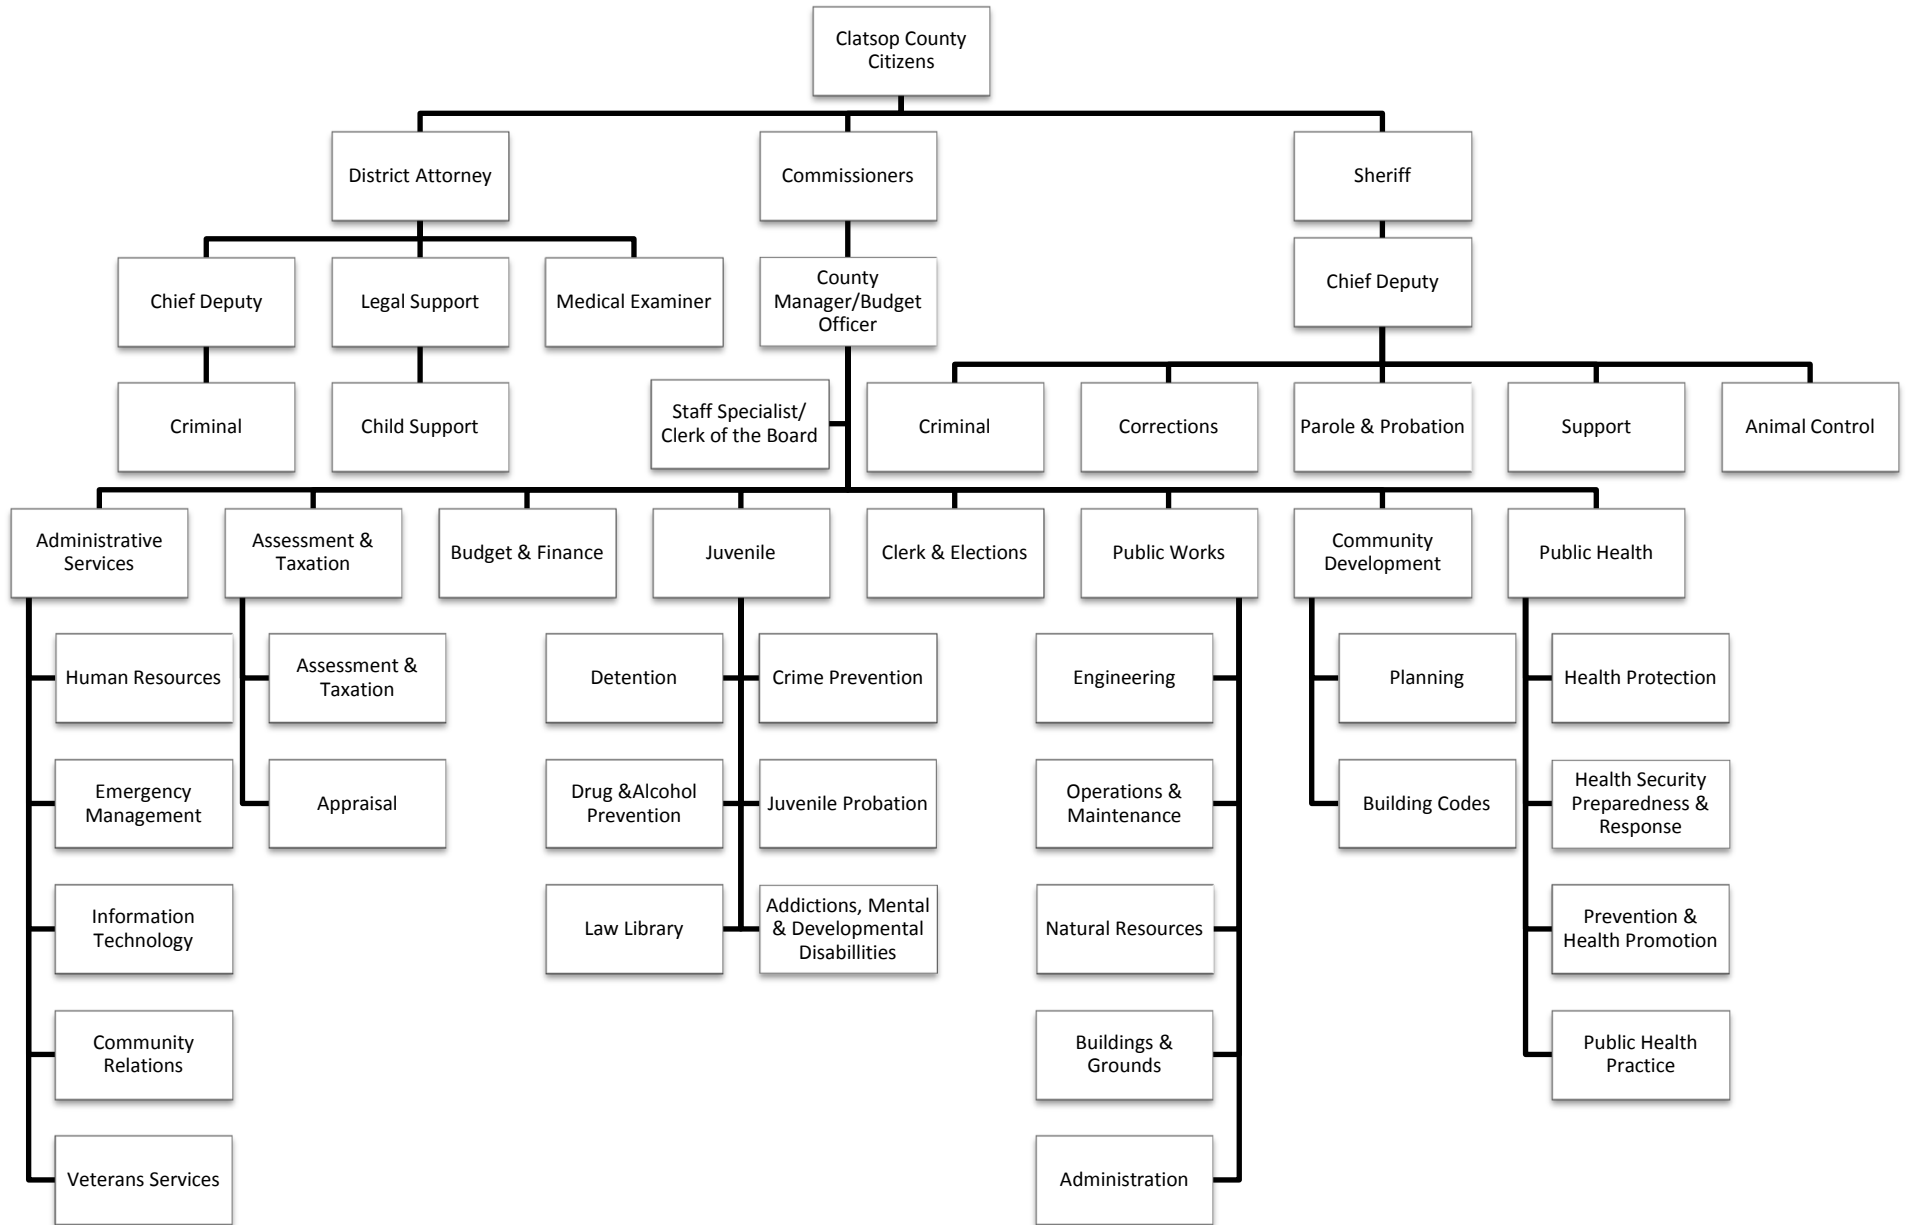 Clatsop County
Citizens
District Attorney
Commissioners
Sheriff
Chief Deputy
Legal Support
Medical Examiner
County
Manager/Budget
Officer
Chief Deputy
Criminal
Child Support
Staff Specialist/
Clerk of the Board
Criminal
Corrections
Parole & Probation
Support
Animal Control
Administrative
Services
Assessment &
Taxation
Budget & Finance
Juvenile
Clerk & Elections
Public Works
Community
Development
Public Health
Human Resources
Assessment &
Taxation
Detention
Crime Prevention
Engineering
Planning
Health Protection
Emergency
Management
Appraisal
Drug &Alcohol
Prevention
Juvenile Probation
Operations &
Maintenance
Building Codes
Health Security
Preparedness &
Response
Information
Technology
Law Library
Addictions, Mental
& Developmental
Disabillities
Natural Resources
Prevention &
Health Promotion
Community
Relations
Buildings &
Grounds
Public Health
Practice
Veterans Services
Administration